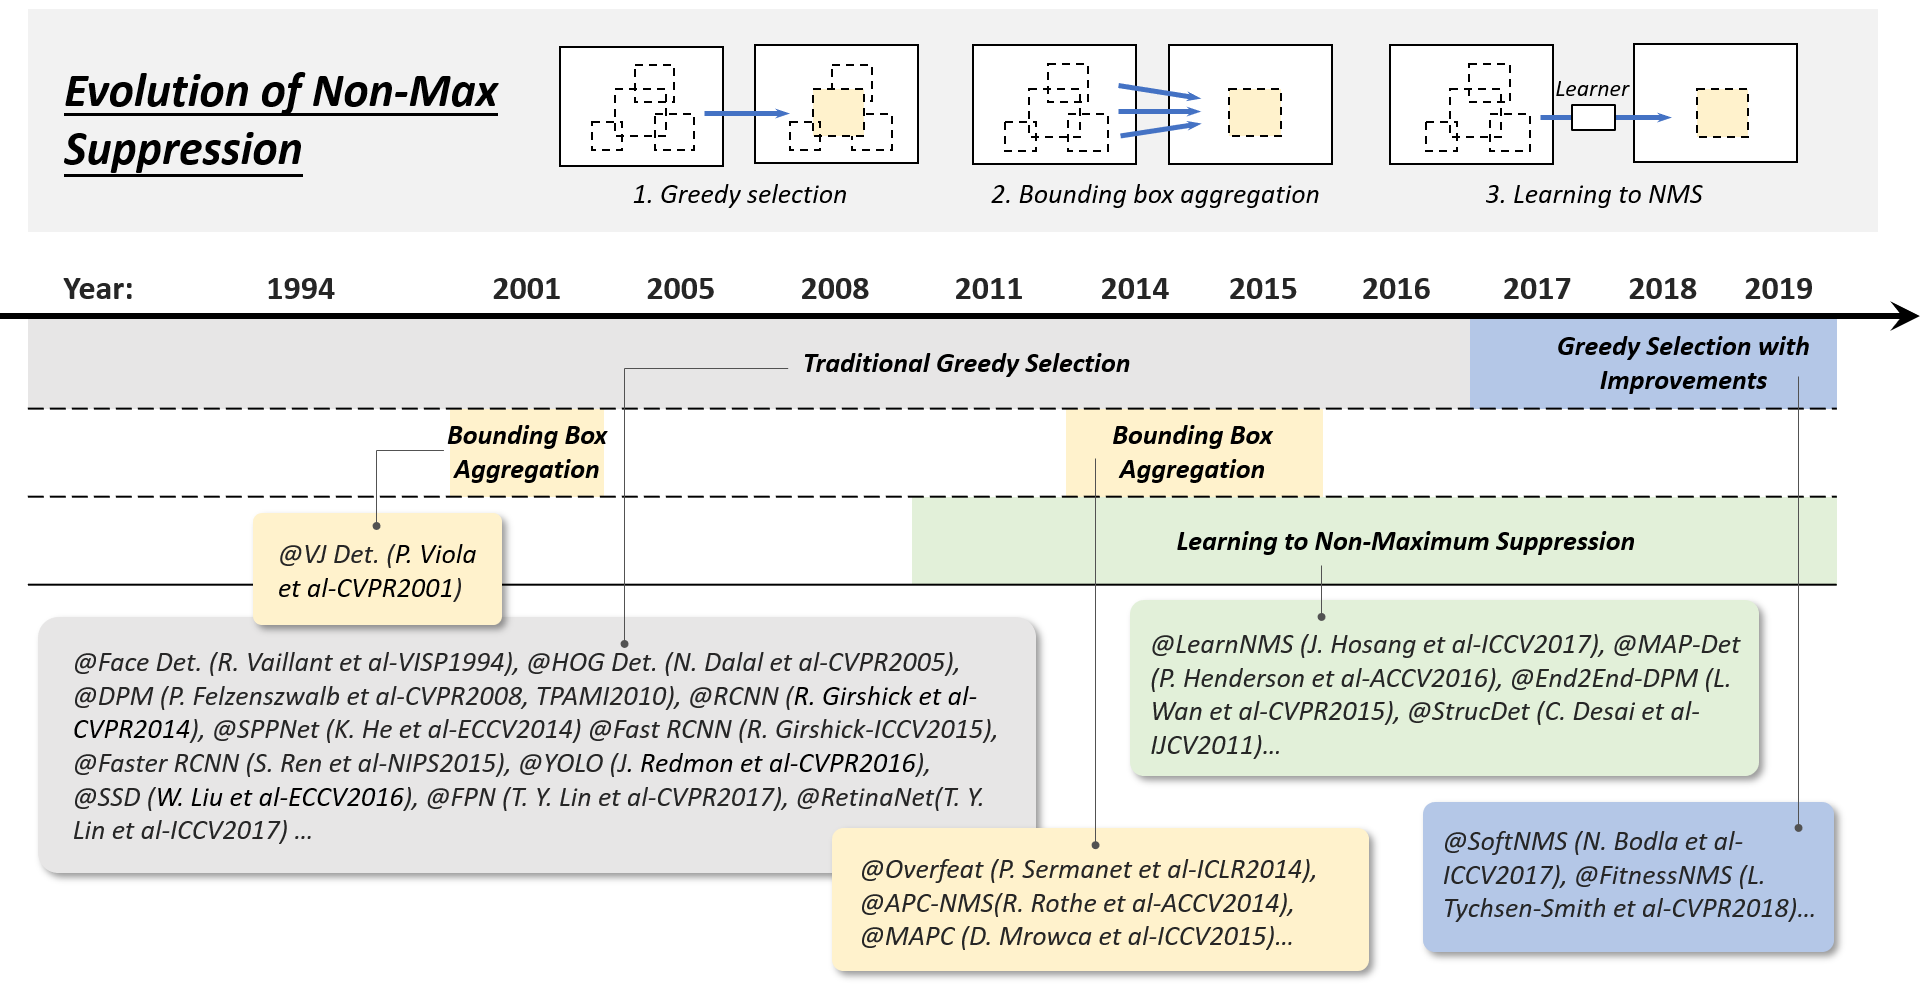 Evolution of Non-Max
Suppression
Learner
1. Greedy selection
2. Bounding box aggregation
3. Learning to NMS
Year: 1994 2001 2005 2008 2011 2014 2015 2016 2017 2018 2019
Traditional Greedy Selection
Greedy Selection with
Improvements
Bounding Box
Aggregation
Bounding Box
Aggregation
Learning to Non-Maximum Suppression
@VJ Det. (P. Viola
et al-CVPR2001)
@Face Det. (R. Vaillant et al-VISP1994), @HOG Det. (N. Dalal et al-CVPR2005),
@DPM (P. Felzenszwalb et al-CVPR2008, TPAMI2010), @RCNN (R. Girshick et al-
CVPR2014), @SPPNet (K. He et al-ECCV2014) @Fast RCNN (R. Girshick-ICCV2015),
@Faster RCNN (S. Ren et al-NIPS2015), @YOLO (J. Redmon et al-CVPR2016),
@SSD (W. Liu et al-ECCV2016), @FPN (T. Y. Lin et al-CVPR2017), @RetinaNet(T. Y.
Lin et al-ICCV2017) ...
@LearnNMS (J. Hosang et al-ICCV2017), @MAP-Det
(P. Henderson et al-ACCV2016), @End2End-DPM (L.
Wan et al-CVPR2015), @StrucDet (C. Desai et al-
IJCV2011)...
@Overfeat (P. Sermanet et al-ICLR2014),
@APC-NMS(R. Rothe et al-ACCV2014),
@MAPC (D. Mrowca et al-ICCV2015)...
@SoftNMS (N. Bodla et al-
ICCV2017), @FitnessNMS (L.
Tychsen-Smith et al-CVPR2018)...